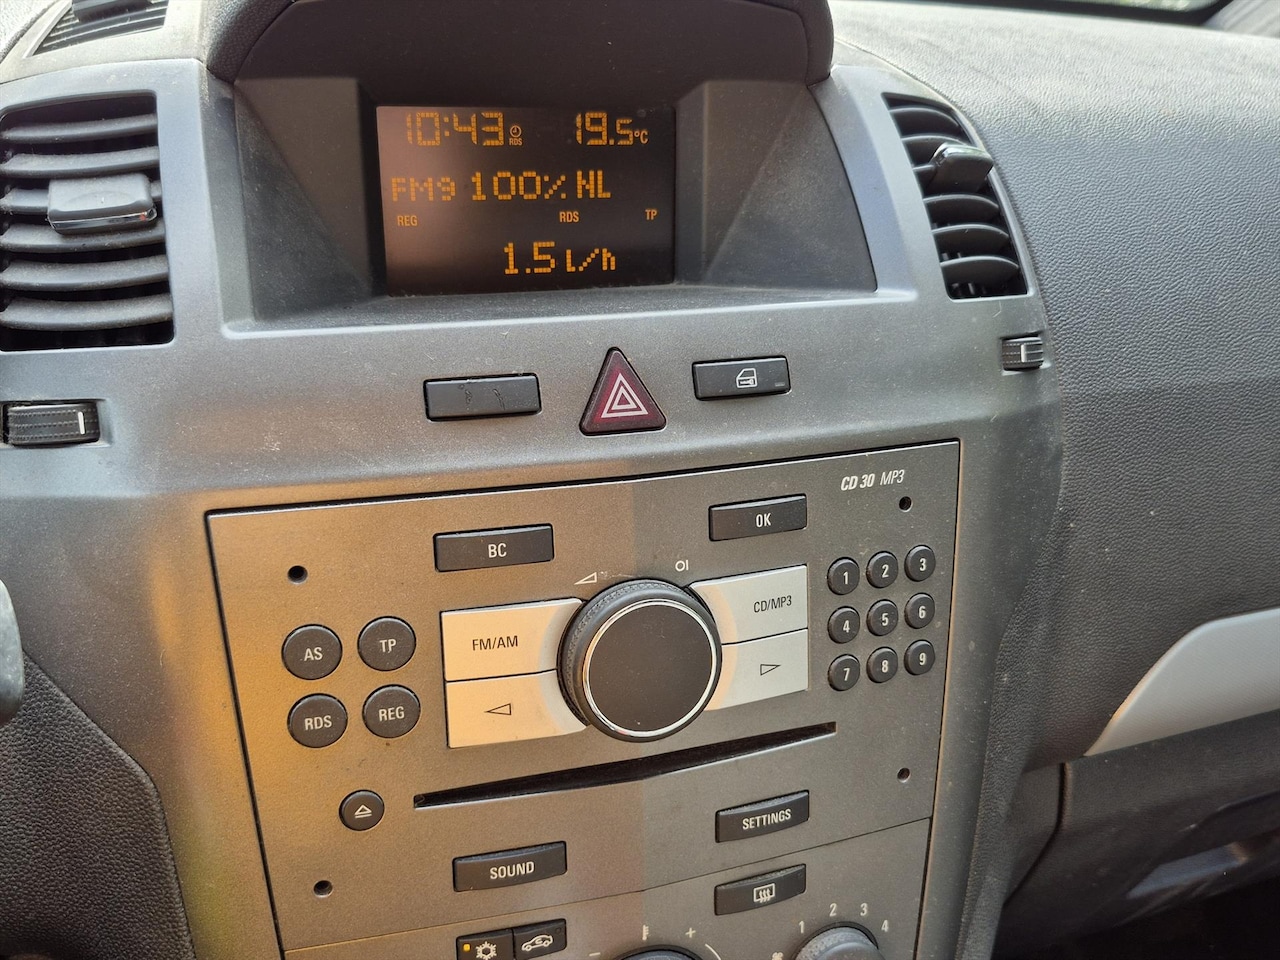 10:43 RDS 19.5°C
FM9 100% NL
REG RDS TP
1.5 l/h
CD 30 MP3
BC OK
FM/AM CD/MP3
1 2 3
4 5 6
7 8 9
AS TP
RDS REG
SETTINGS
SOUND
1 2 3 4